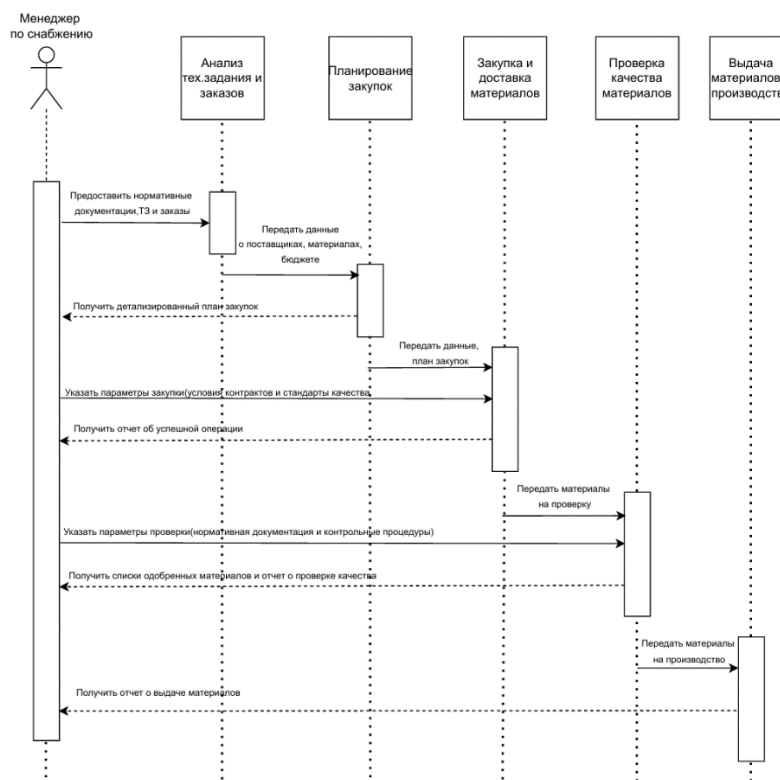 Менеджер
по снабжению
Анализ
тех.задания и
заказов
Планирование
закупок
Закупка и
доставка
материалов
Проверка
качества
материалов
Выдача
материалов
производст
Предоставить нормативные
документации,ТЗ и заказы
Передать данные
о поставщиках, материалах,
бюджете
Получить детализированный план закупок
Передать данные,
план закупок
Указать параметры закупки(условия контрактов и стандарты качества
Получить отчет об успешной операции
Передать материалы
на проверку
Указать параметры проверки(нормативная документация и контрольные процедуры)
Получить списки одобренных материалов и отчет о проверке качества
Передать материалы
на производство
Получить отчет о выдаче материалов